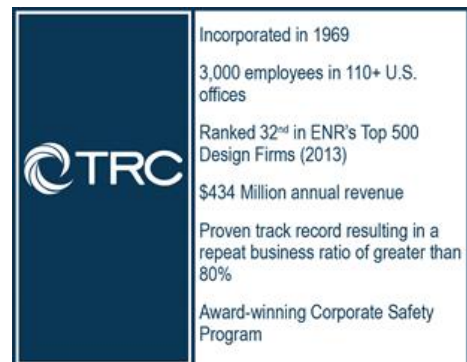 TRC
Incorporated in 1969
3,000 employees in 110+ U.S.
offices
Ranked 32nd in ENR's Top 500
Design Firms (2013)
$434 Million annual revenue
Proven track record resulting in a
repeat business ratio of greater than
80%
Award-winning Corporate Safety
Program